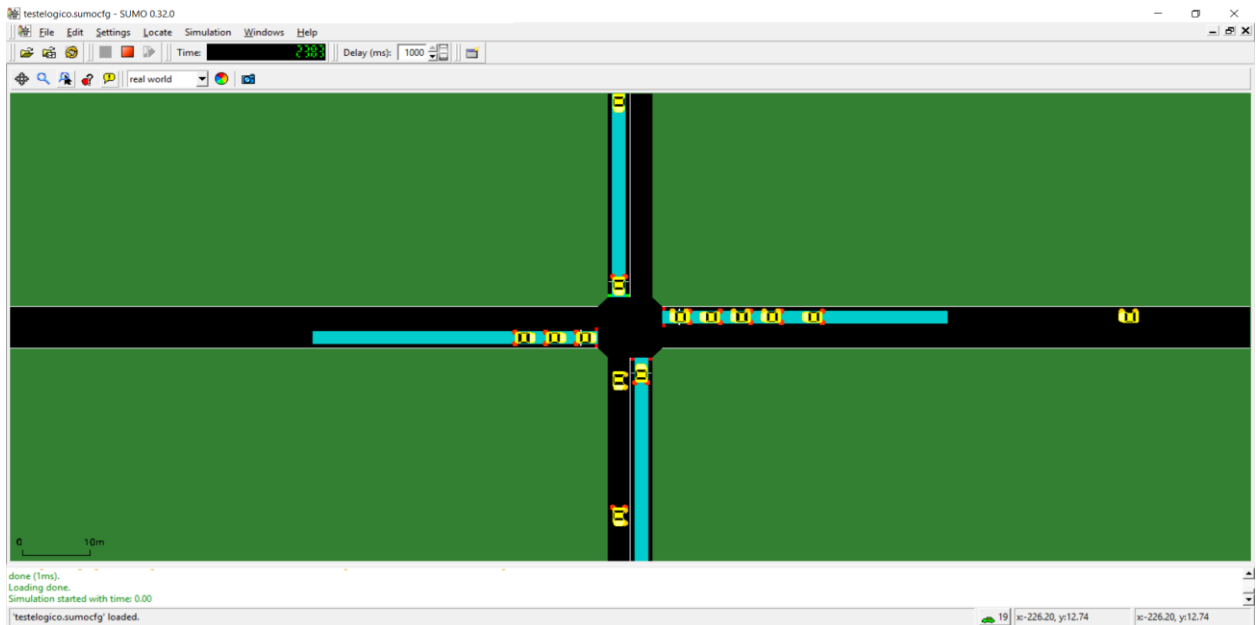 testelogico.sumocfg - SUMO 0.32.0
File Edit Settings Locate Simulation Windows Help
Time: 2383 Delay (ms): 1000
real world
0 10m
done (1ms).
Loading done.
Simulation started with time: 0.00
'testelogico.sumocfg' loaded. 19 x:-226.20, y:12.74 x:-226.20, y:12.74